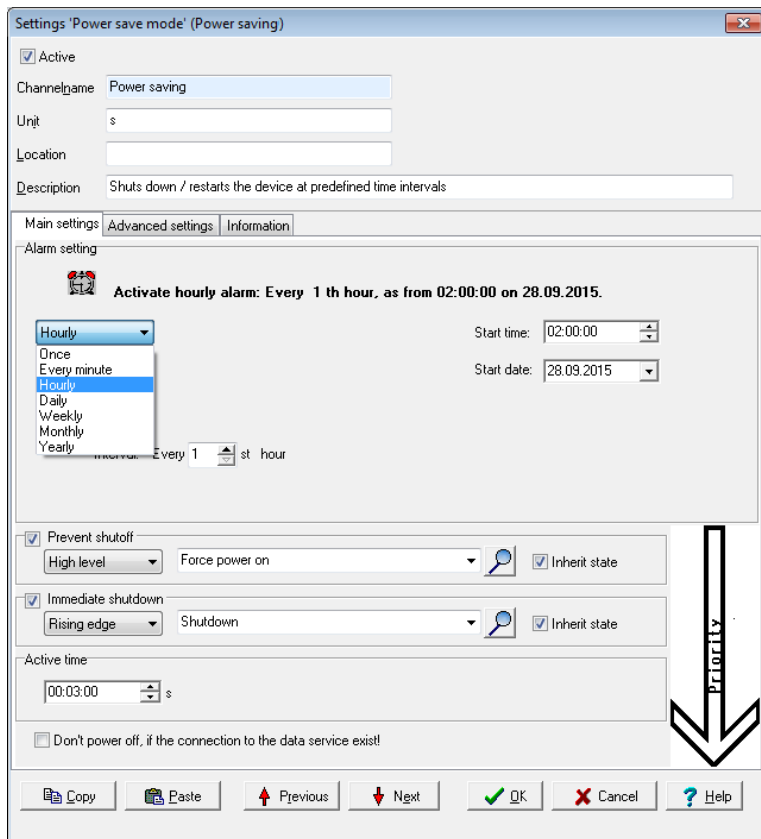 Settings 'Power save mode' (Power saving)
Active
Channelname Power saving
Unit s
Location
Description Shuts down / restarts the device at predefined time intervals
Main settings Advanced settings Information
Alarm setting
Activate hourly alarm: Every 1 th hour, as from 02:00:00 on 28.09.2015.
Hourly Start time: 02:00:00
Once
Every minute Start date: 28.09.2015
Hourly
Daily
Weekly
Monthly
Yearly
Every 1 st hour
Prevent shutoff
High level Force power on Inherit state
Immediate shutdown
Rising edge Shutdown Inherit state
Active time
00:03:00 s
Priority
Don't power off, if the connection to the data service exist!
Copy Paste Previous Next OK Cancel Help